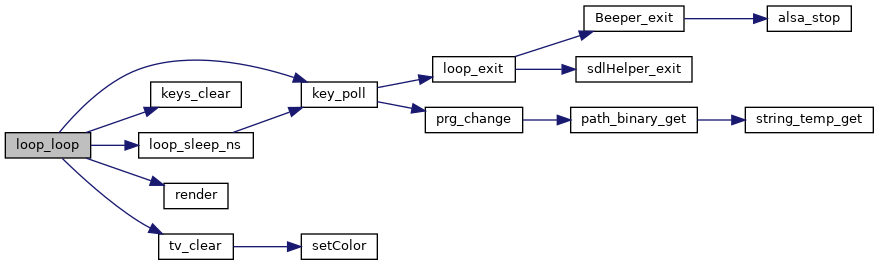 Beeper_exit
alsa_stop
loop_exit
sdlHelper_exit
keys_clear
key_poll
prg_change
path_binary_get
string_temp_get
loop_loop
loop_sleep_ns
render
tv_clear
setColor